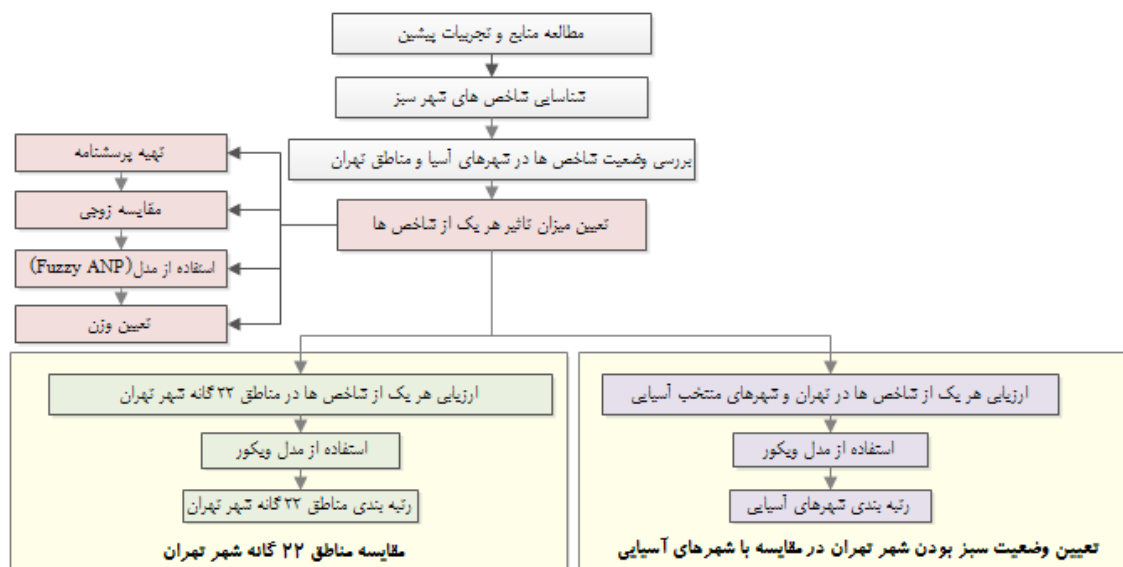 مطالعه منابع و تجربیات پیشین
شناسایی شاخص های شهر سبز
بررسی وضعیت شاخص ها در شهرهای آسیا و مناطق تهران
تعیین میزان تاثیر هر یک از شاخص ها
تهیه پرسشنامه
مقایسه زوجی
استفاده از مدل(Fuzzy ANP)
تعیین وزن
ارزیابی هر یک از شاخص ها در تهران و شهرهای منتخب آسیایی
استفاده از مدل ویکور
رتبه بندی شهرهای آسیایی
تعیین وضعیت سبز بودن شهر تهران در مقایسه با شهرهای آسیایی
ارزیابی هر یک از شاخص ها در مناطق ۲۲گانه شهر تهران
استفاده از مدل ویکور
رتبه بندی مناطق ۲۲گانه شهر تهران
مقایسه مناطق ۲۲ گانه شهر تهران